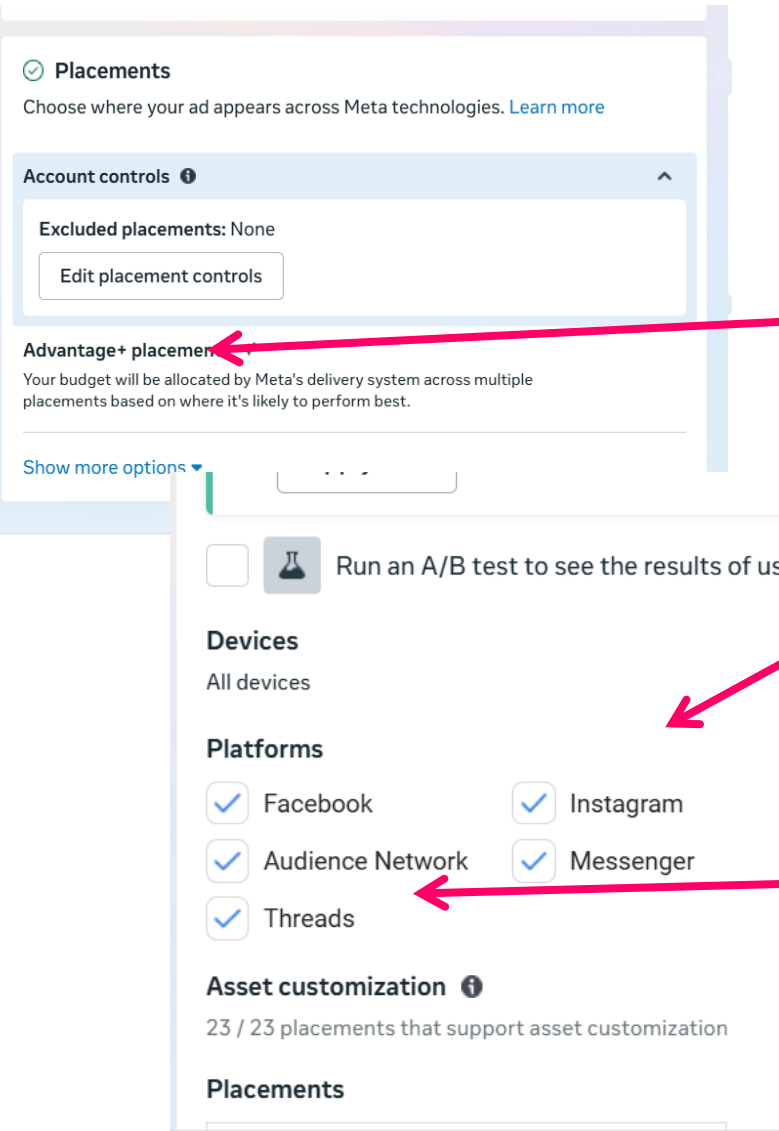 Placements
Choose where your ad appears across Meta technologies. Learn more
Account controls
Excluded placements: None
Edit placement controls
Advantage+
Your budget will be allocated by Meta's delivery system across multiple
placements based on where it's likely to perform best.
Show more options
Run an A/B test to see the results of
Devices
All devices
Platforms
Facebook
Instagram
Audience Network
Messenger
Threads
Asset customization
23 / 23 placements that support asset customization
Placements